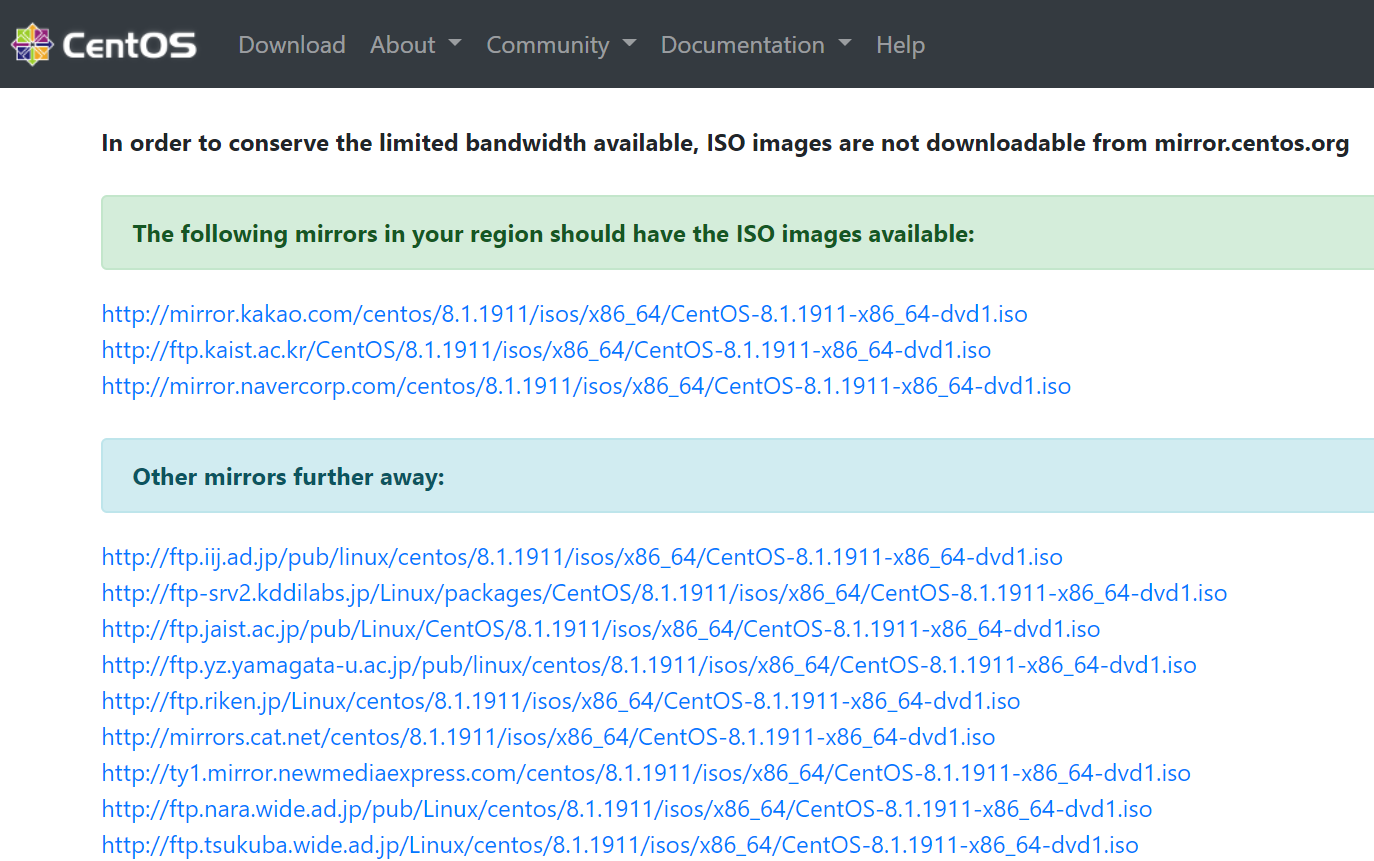 CentOS Download About Community Documentation Help
In order to conserve the limited bandwidth available, ISO images are not downloadable from mirror.centos.org
The following mirrors in your region should have the ISO images available:
http://mirror.kakao.com/centos/8.1.1911/isos/x86_64/CentOS-8.1.1911-x86_64-dvd1.iso
http://ftp.kaist.ac.kr/CentOS/8.1.1911/isos/x86_64/CentOS-8.1.1911-x86_64-dvd1.iso
http://mirror.navercorp.com/centos/8.1.1911/isos/x86_64/CentOS-8.1.1911-x86_64-dvd1.iso
Other mirrors further away:
http://ftp.iij.ad.jp/pub/linux/centos/8.1.1911/isos/x86_64/CentOS-8.1.1911-x86_64-dvd1.iso
http://ftp-srv2.kddilabs.jp/Linux/packages/CentOS/8.1.1911/isos/x86_64/CentOS-8.1.1911-x86_64-dvd1.iso
http://ftp.jaist.ac.jp/pub/Linux/CentOS/8.1.1911/isos/x86_64/CentOS-8.1.1911-x86_64-dvd1.iso
http://ftp.yz.yamagata-u.ac.jp/pub/linux/centos/8.1.1911/isos/x86_64/CentOS-8.1.1911-x86_64-dvd1.iso
http://ftp.riken.jp/Linux/centos/8.1.1911/isos/x86_64/CentOS-8.1.1911-x86_64-dvd1.iso
http://mirrors.cat.net/centos/8.1.1911/isos/x86_64/CentOS-8.1.1911-x86_64-dvd1.iso
http://ty1.mirror.newmediaexpress.com/centos/8.1.1911/isos/x86_64/CentOS-8.1.1911-x86_64-dvd1.iso
http://ftp.nara.wide.ad.jp/pub/Linux/centos/8.1.1911/isos/x86_64/CentOS-8.1.1911-x86_64-dvd1.iso
http://ftp.tsukuba.wide.ad.jp/Linux/centos/8.1.1911/isos/x86_64/CentOS-8.1.1911-x86_64-dvd1.iso